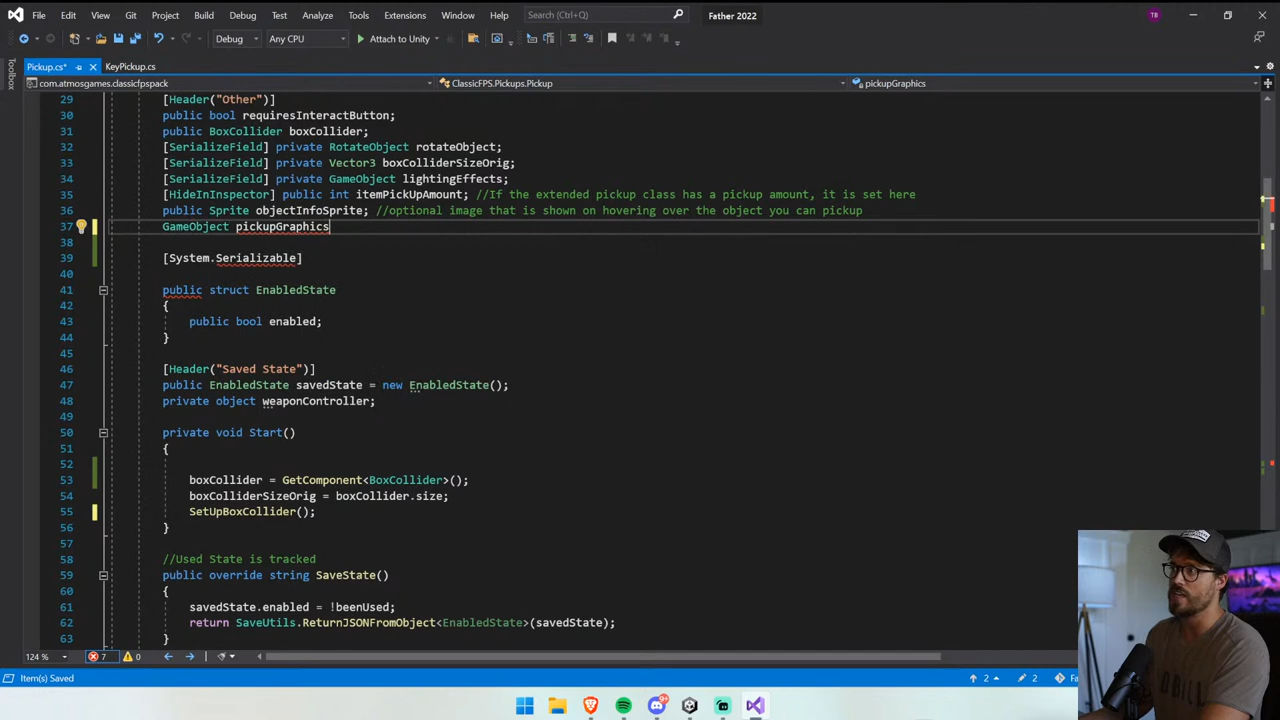 File Edit View Git Project Build Debug Test Analyze Tools Extensions Window Help Search (Ctrl+Q) Father 2022 TB
Debug Any CPU Attach to Unity
Toolbox
Pickup.cs* KeyPickup.cs
com.atmosgames.classicfpspack ClassicFPS.Pickups.Pickup pickupGraphics
29 [Header("Other")]
30 public bool requiresInteractButton;
31 public BoxCollider boxCollider;
32 [SerializeField] private RotateObject rotateObject;
33 [SerializeField] private Vector3 boxColliderSizeOrig;
34 [SerializeField] private GameObject lightingEffects;
35 [HideInInspector] public int itemPickUpAmount; //If the extended pickup class has a pickup amount, it is set here
36 public Sprite objectInfoSprite; //optional image that is shown on hovering over the object you can pickup
37 GameObject pickupGraphics
38
39 [System.Serializable]
40
41 public struct EnabledState
42 {
43 public bool enabled;
44 }
45
46 [Header("Saved State")]
47 public EnabledState savedState = new EnabledState();
48 private object weaponController;
49
50 private void Start()
51 {
52
53 boxCollider = GetComponent<BoxCollider>();
54 boxColliderSizeOrig = boxCollider.size;
55 SetUpBoxCollider();
56 }
57
58 //Used State is tracked
59 public override string SaveState()
60 {
61 savedState.enabled = !beenUsed;
62 return SaveUtils.ReturnJSONFromObject<EnabledState>(savedState);
63 }
124 % 7 0
Item(s) Saved 2 2 Fa
9+